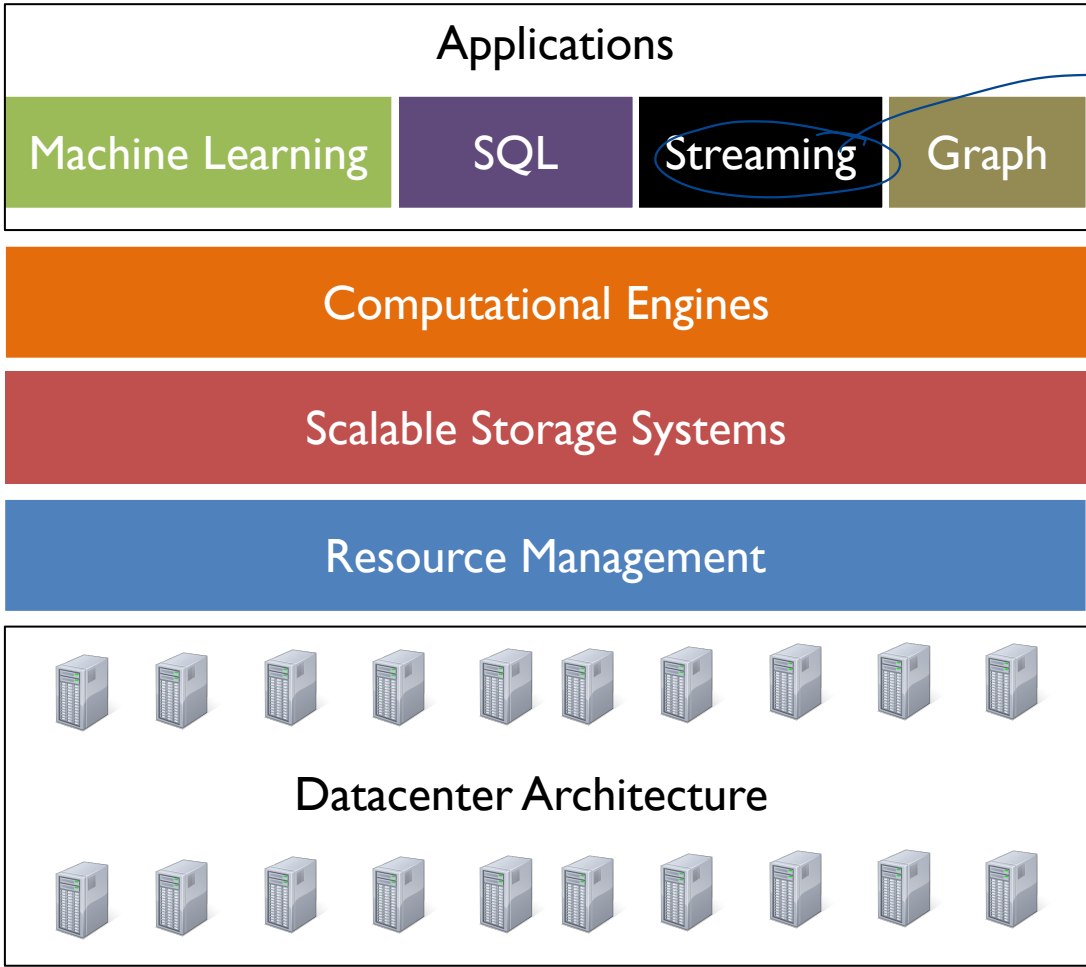 Applications
Machine Learning SQL Streaming Graph
Computational Engines
Scalable Storage Systems
Resource Management
Datacenter Architecture